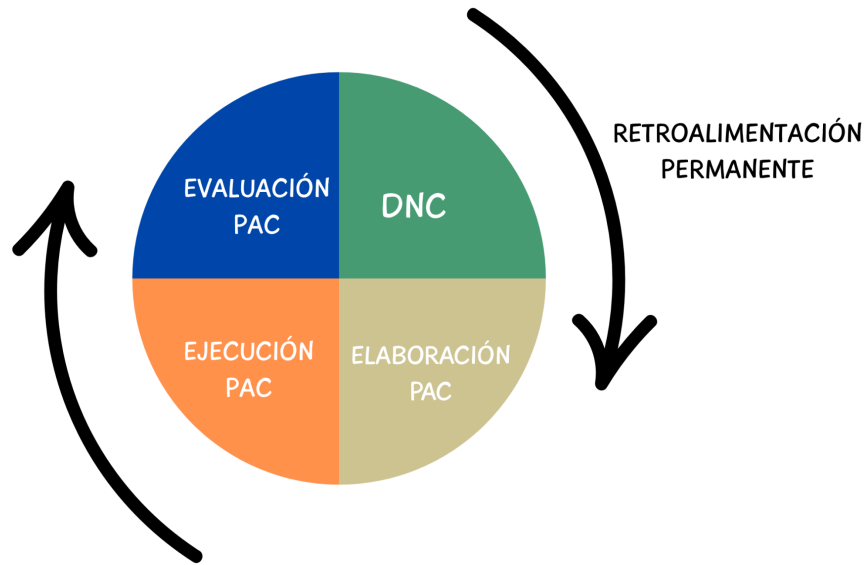 RETROALIMENTACIÓN
PERMANENTE
EVALUACIÓN
PAC
DNC
EJECUCIÓN
PAC
ELABORACIÓN
PAC